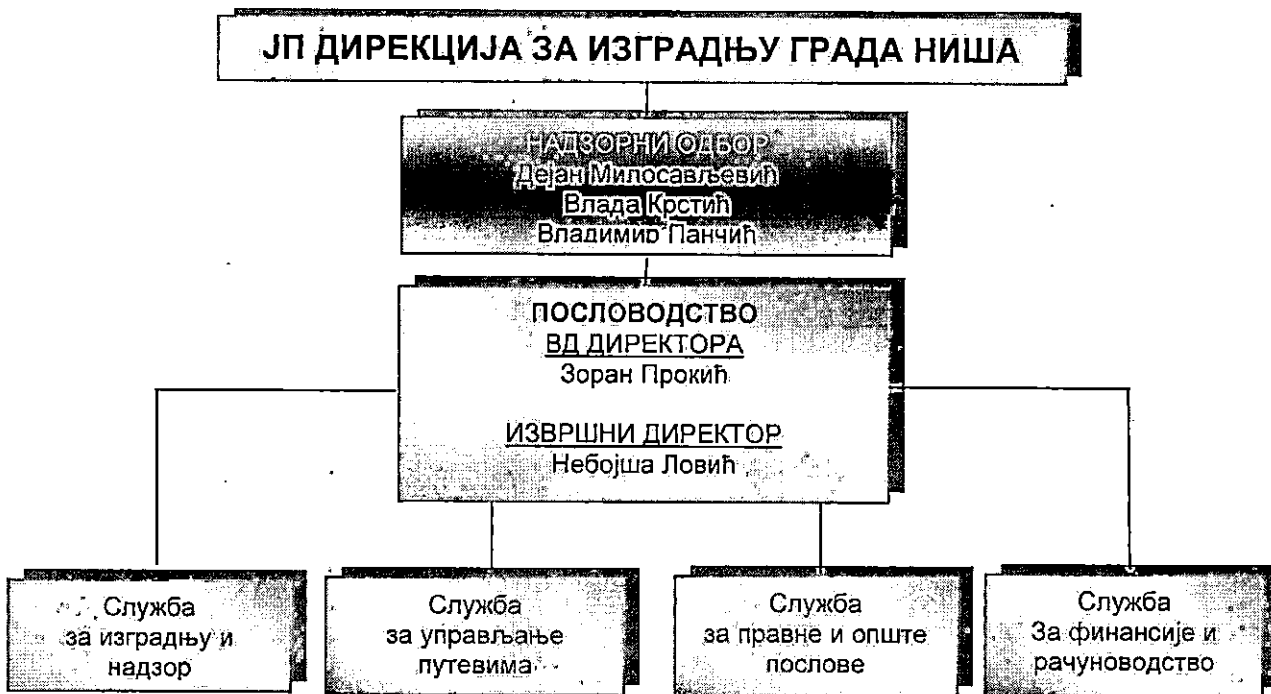 ЈП ДИРЕКЦИЈА ЗА ИЗГРАДЊУ ГРАДА НИША
НАДЗОРНИ ОДБОР
Дејан Милосављевић
Влада Крстић
Владимир Панчић
ПОСЛОВОДСТВО
ВД ДИРЕКТОРА
Зоран Прокић
ИЗВРШНИ ДИРЕКТОР
Небојша Ловић
Служба
за изградњу и
надзор
Служба
за управљање
путевима
Служба
за правне и опште
послове
Служба
За финансије и
рачуноводство